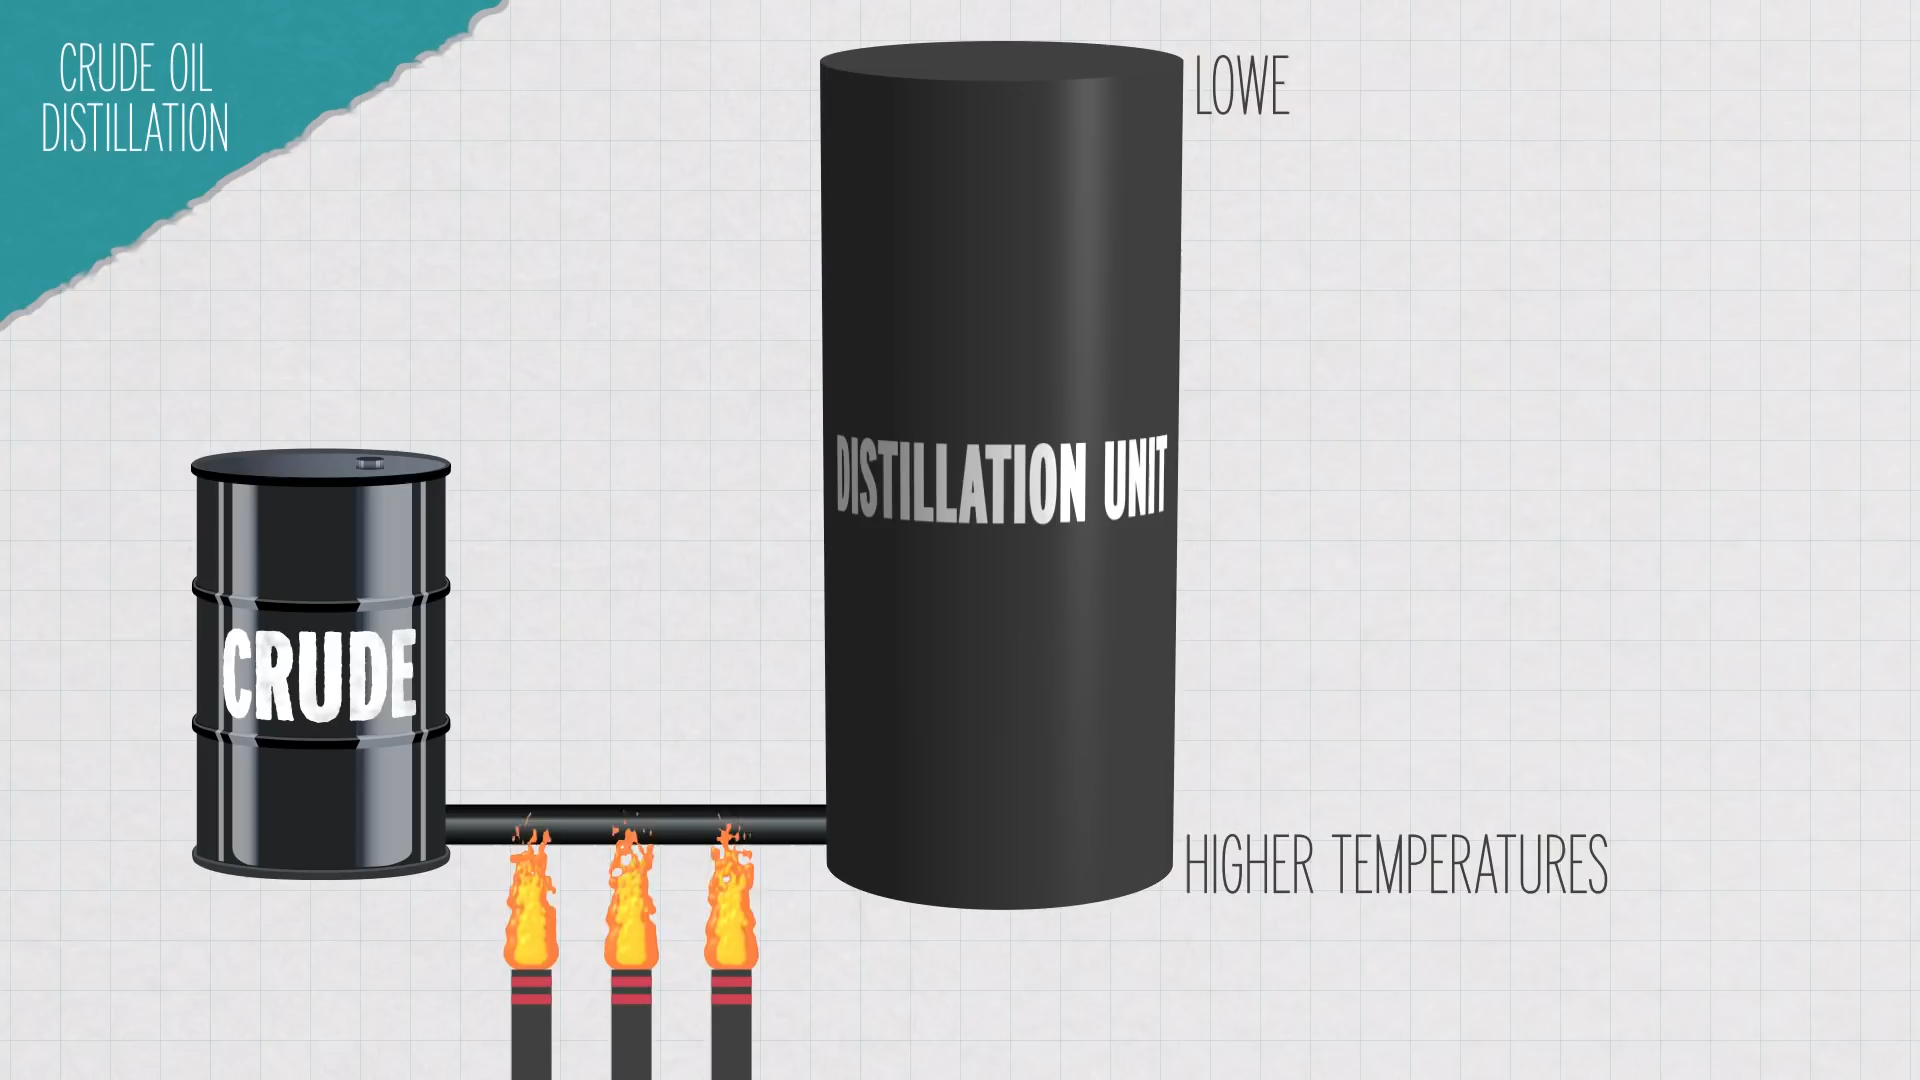 CRUDE OIL
DISTILLATION
LOWE
DISTILLATION UNIT
CRUDE
HIGHER TEMPERATURES